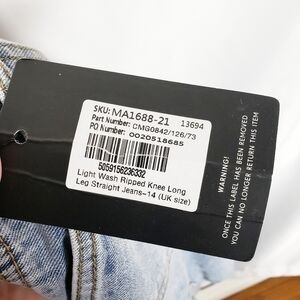 SKU: MA1688-21 13694
Part Number: CMG0842/126/73
PO Number: 0020518685
5059156236332
Light Wash Ripped Knee Long
Leg Straight Jeans-14 (UK size)
WARNING!
ONCE THIS LABEL HAS BEEN REMOVED
YOU CAN NO LONGER RETURN THIS ITEM